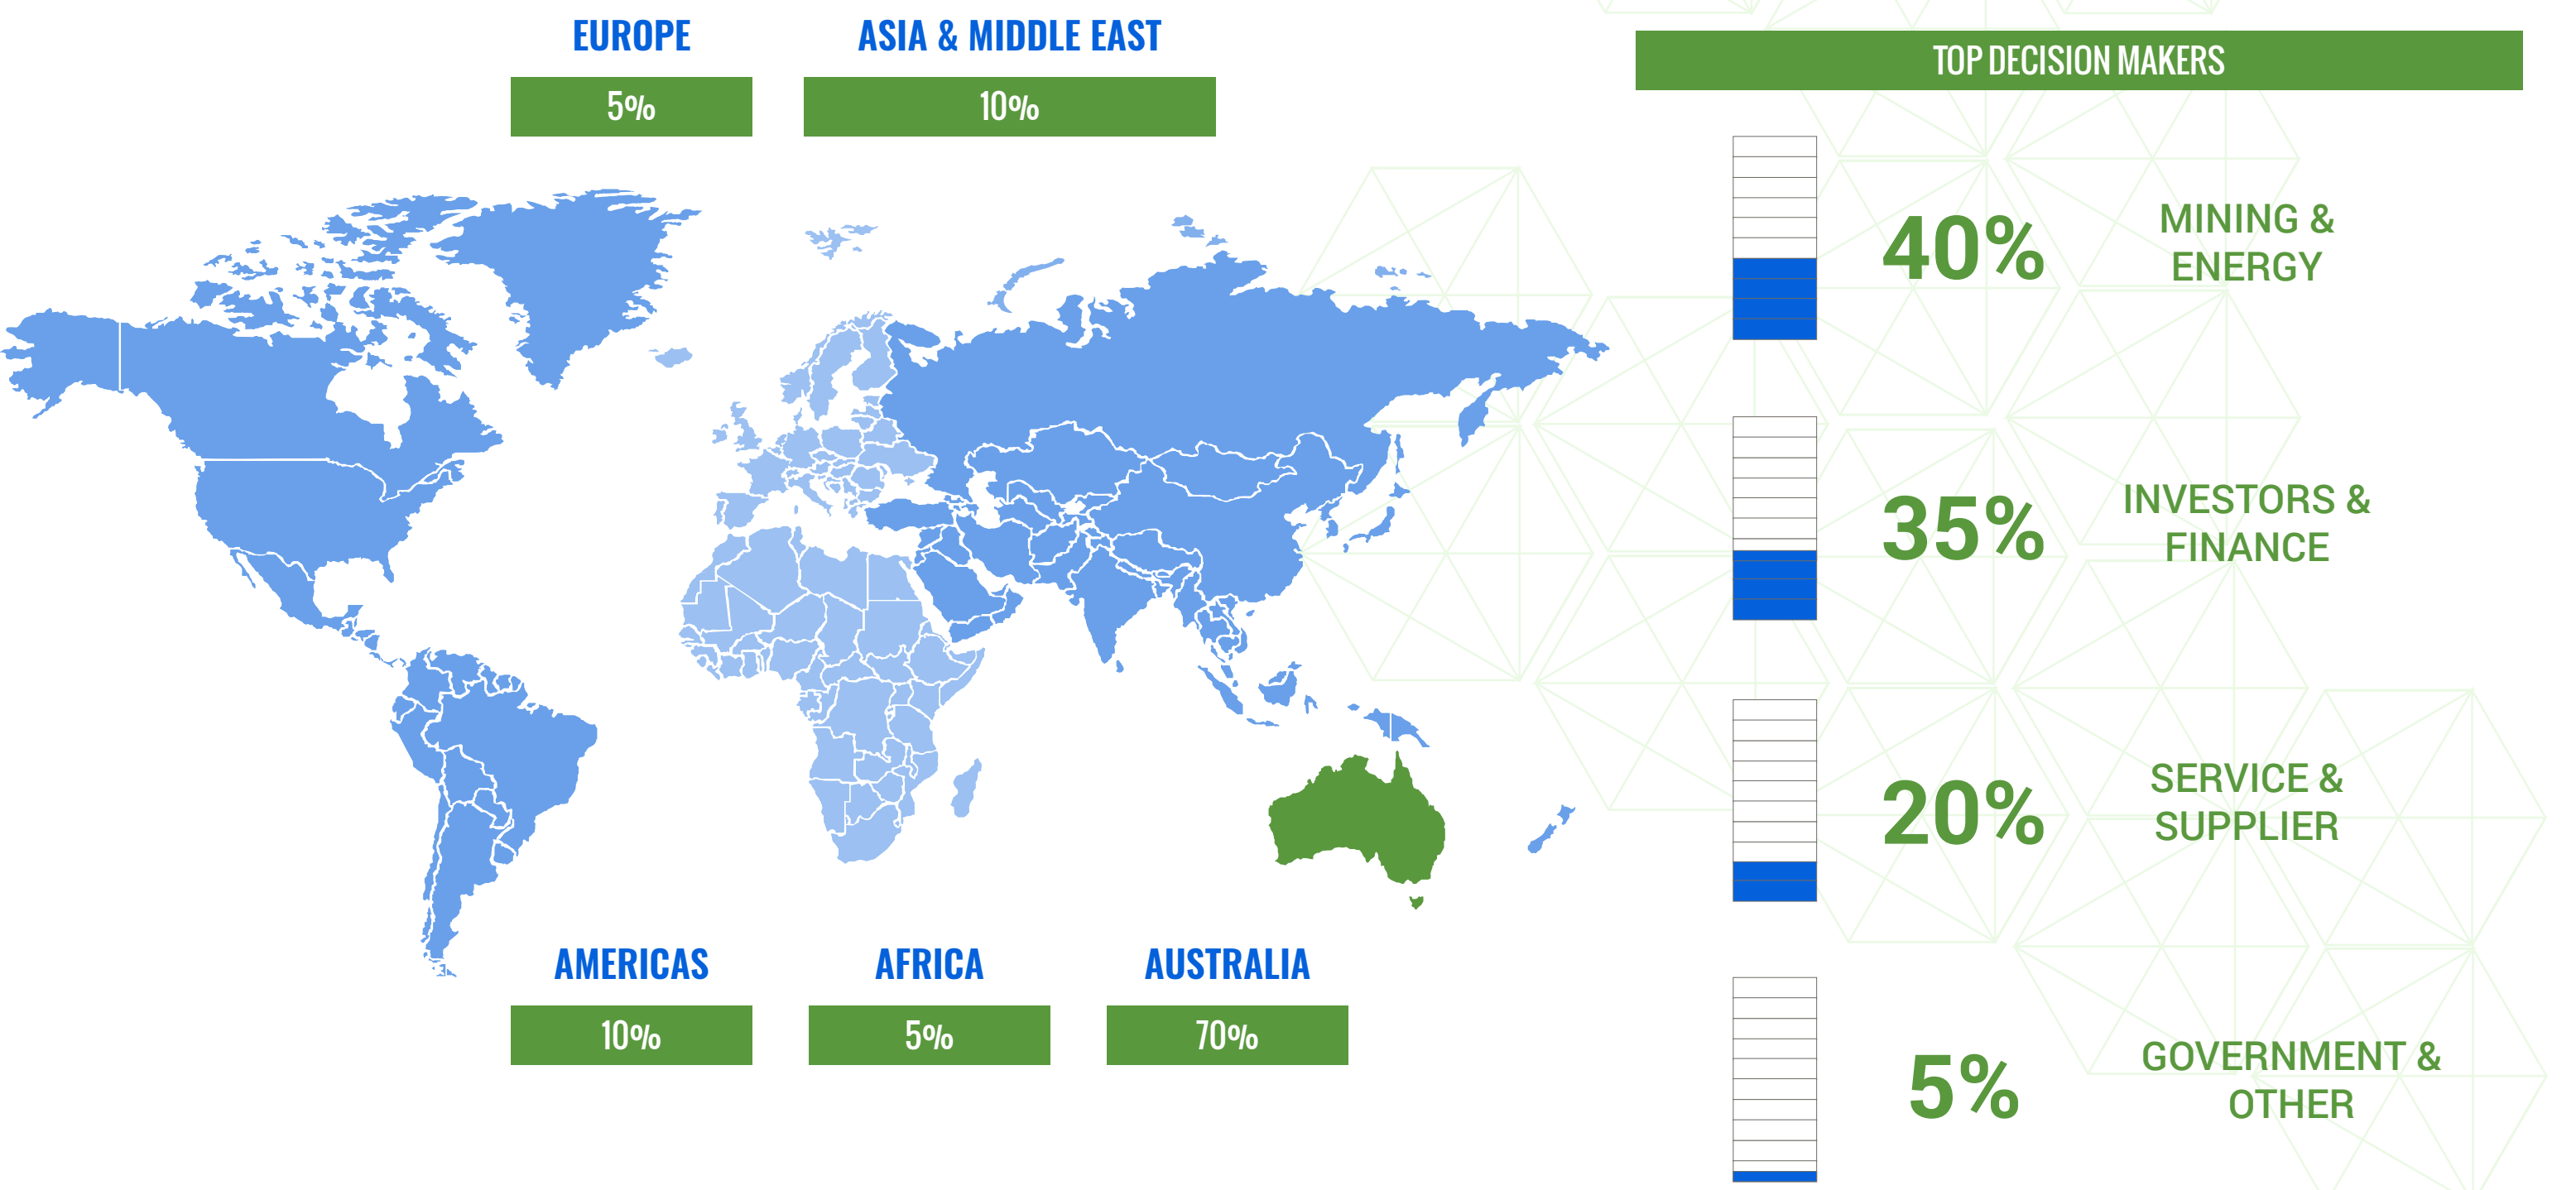 EUROPE
5%
ASIA & MIDDLE EAST
10%
AMERICAS
10%
AFRICA
5%
AUSTRALIA
70%
TOP DECISION MAKERS
40%
MINING &
ENERGY
35%
INVESTORS &
FINANCE
20%
SERVICE &
SUPPLIER
5%
GOVERNMENT &
OTHER